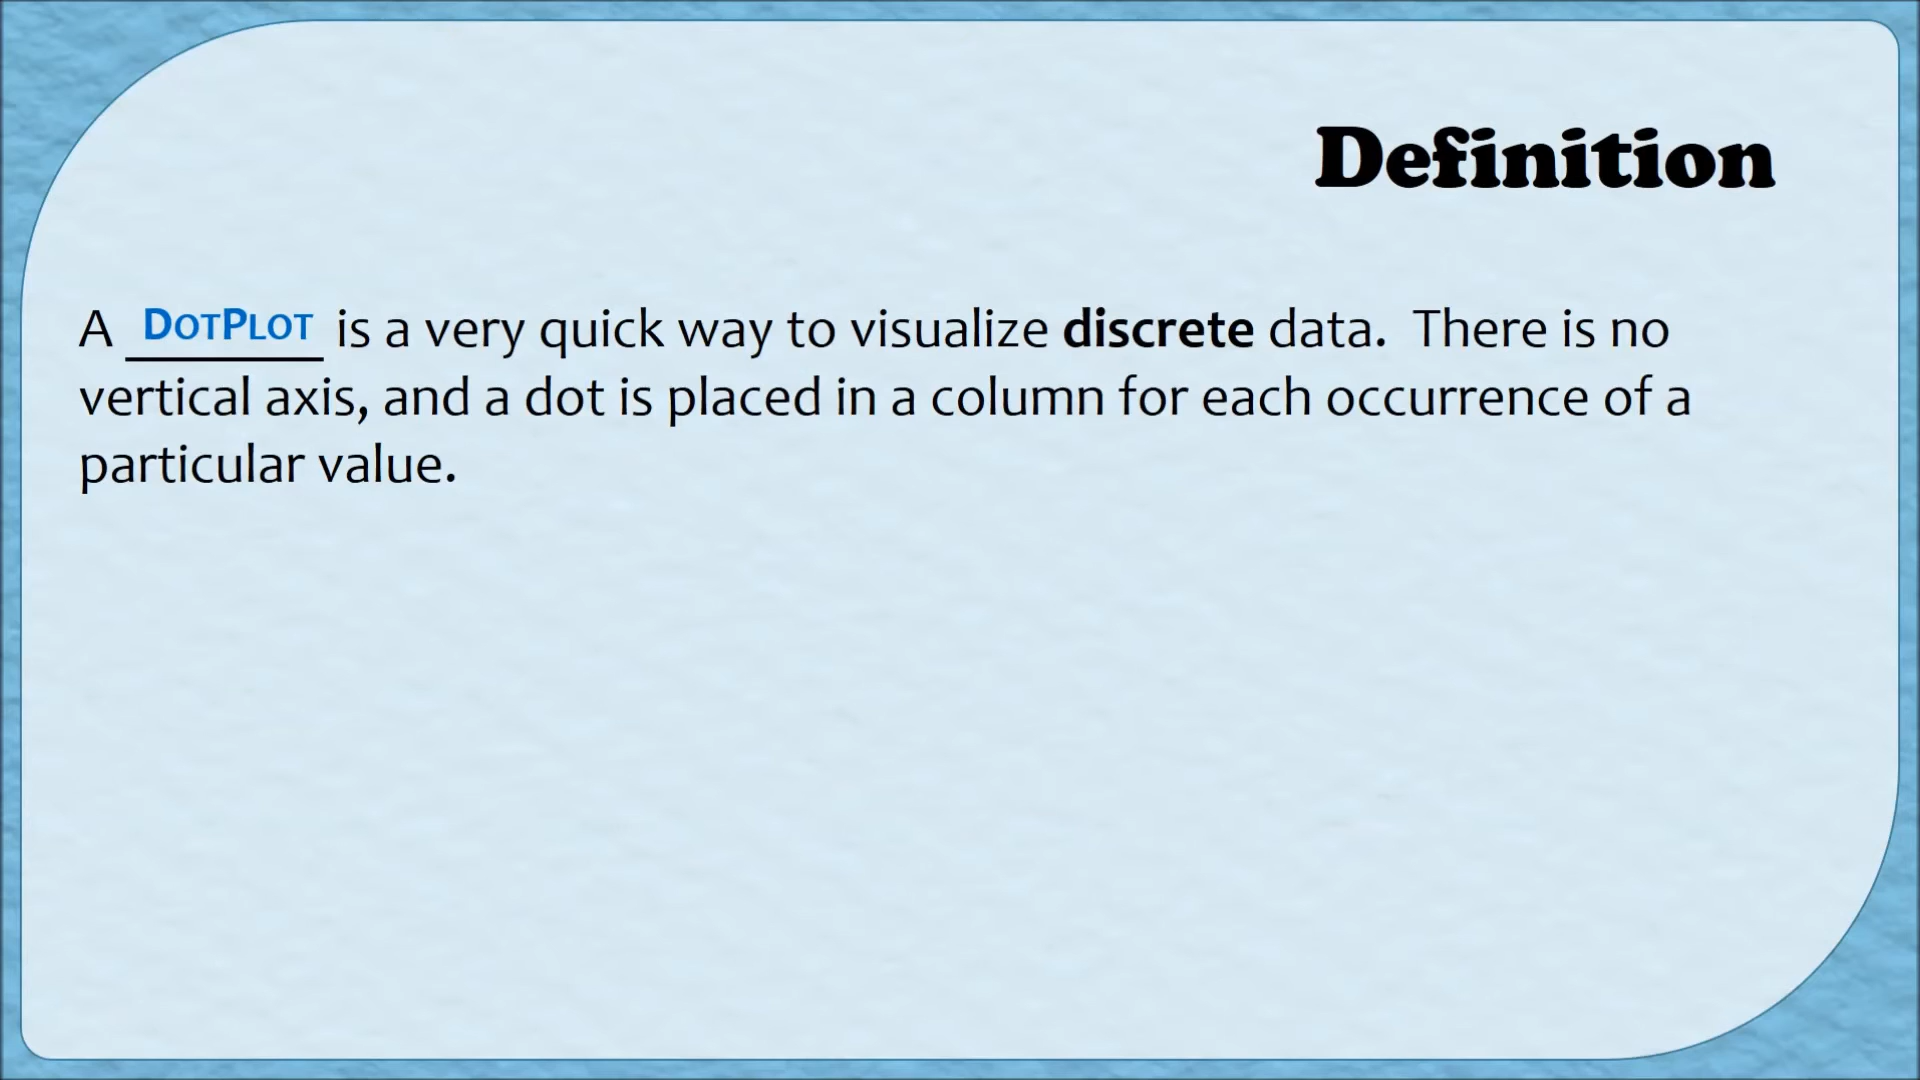 Definition
A DotPlot is a very quick way to visualize discrete data. There is no
vertical axis, and a dot is placed in a column for each occurrence of a
particular value.